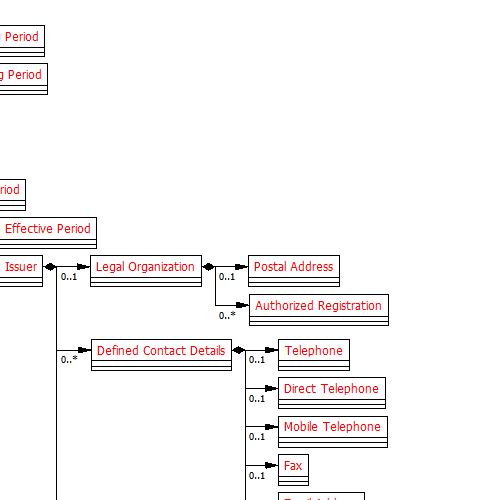 Period
g Period
riod
Effective Period
Issuer
0..1
Legal Organization
0..1
Postal Address
0..*
Authorized Registration
0..*
Defined Contact Details
0..1
Telephone
0..1
Direct Telephone
0..1
Mobile Telephone
0..1
Fax